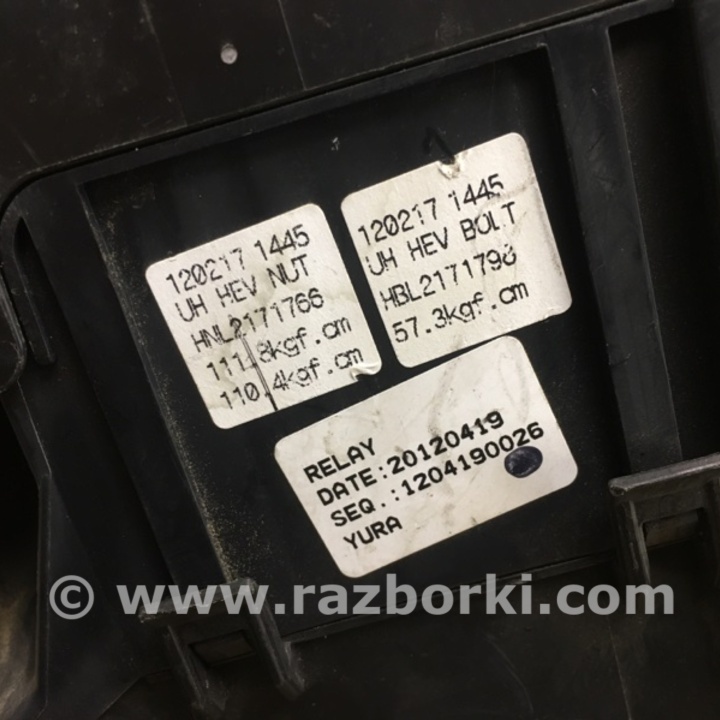 120217 1445
UH HEV NUT
HNL2171766
111.8kgf.cm
110.4kgf.cm
120217 1445
UH HEV BOLT
HBL2171798
57.3kgf.cm
RELAY
DATE:20120419
SEQ.:1204190026
YURA
© www.razborki.com